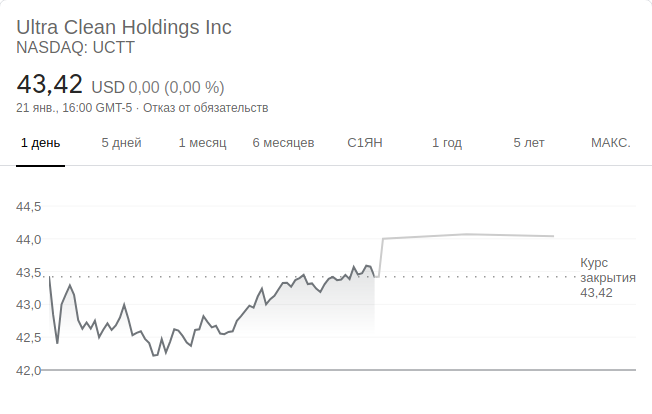 Ultra Clean Holdings Inc
NASDAQ: UCTT
43,42 USD 0,00 (0,00 %)
21 янв., 16:00 GMT-5 · Отказ от обязательств
1 день 5 дней 1 месяц 6 месяцев С1ЯН 1 год 5 лет МАКС.
44,5
44,0
43,5
43,0
42,5
42,0
Курс
закрытия
43,42